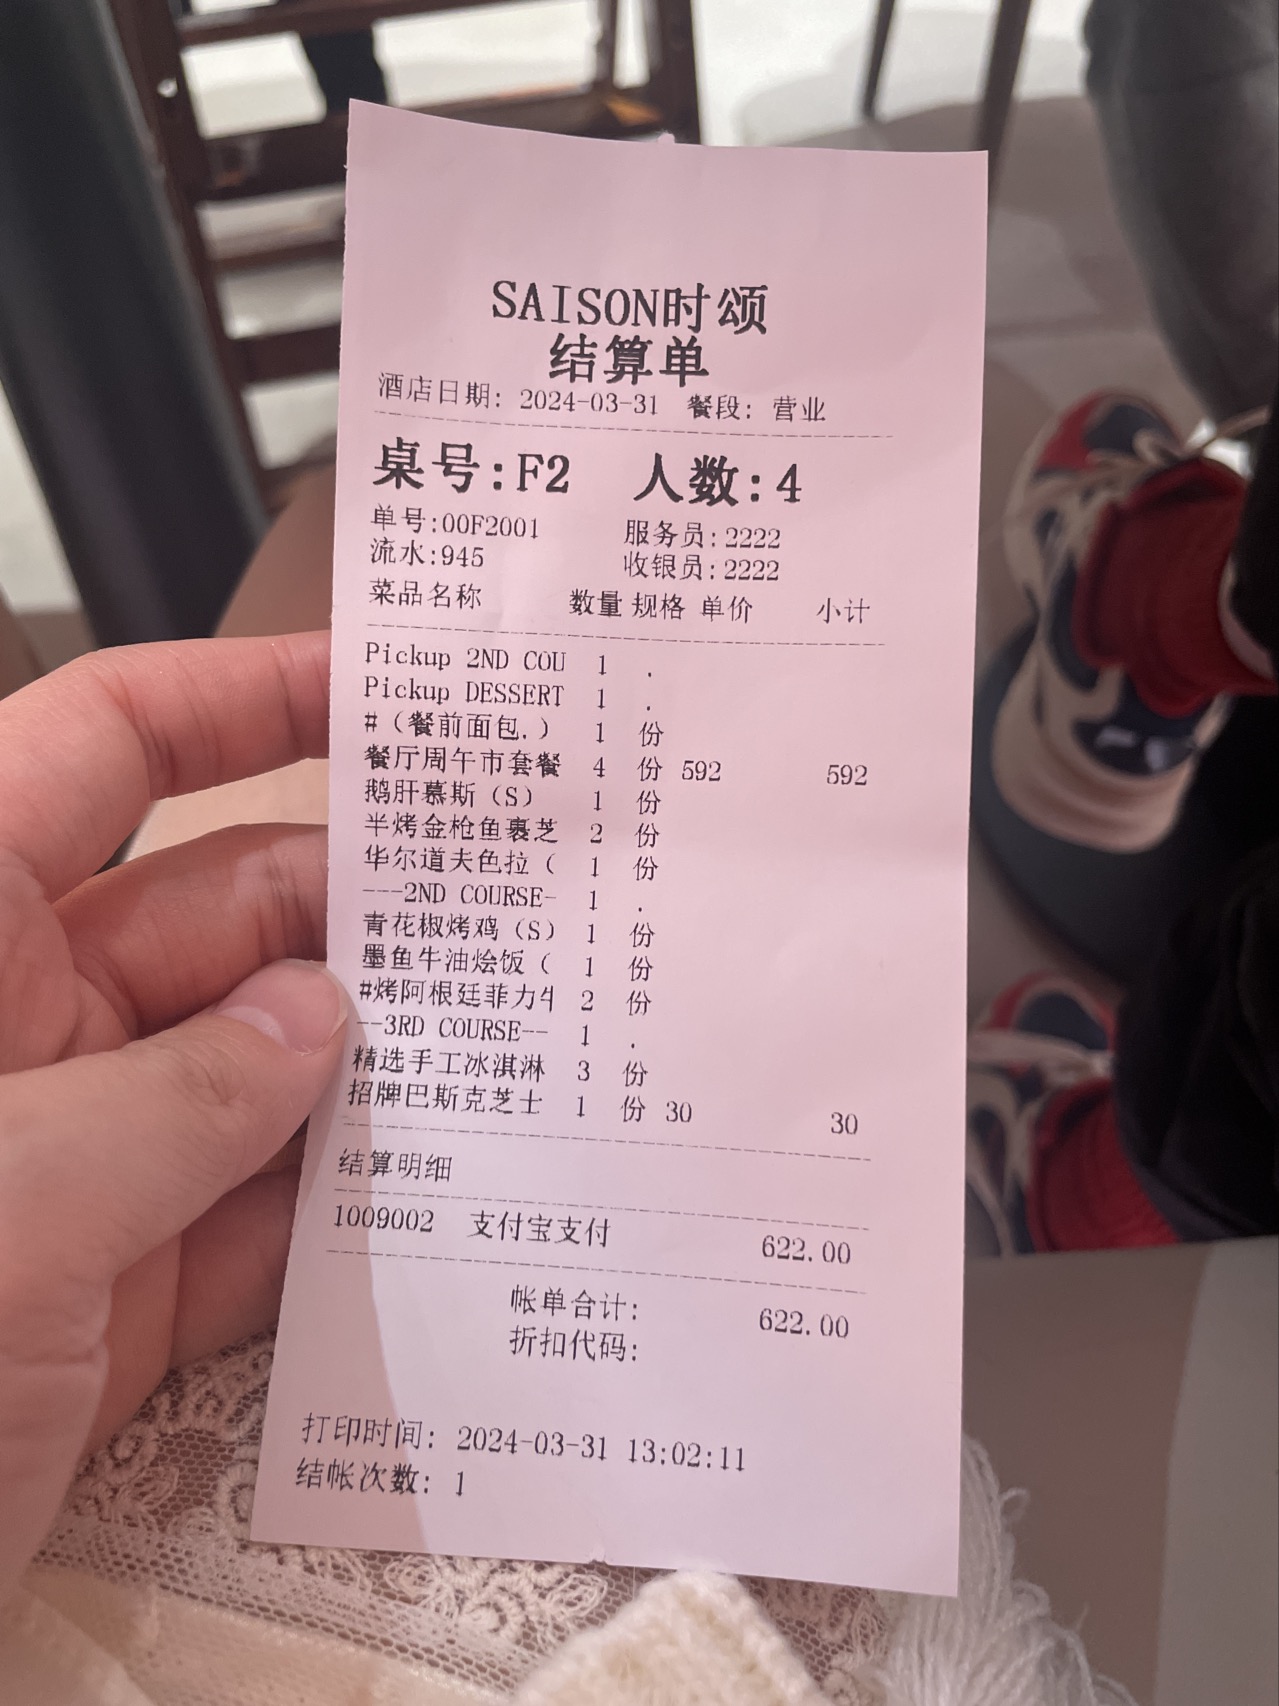 SAISON时颂
结算单
酒店日期: 2024-03-31 餐段: 营业
桌号:F2 人数:4
单号:00F2001 服务员:2222
流水:945 收银员:2222
菜品名称 数量 规格 单价 小计
Pickup 2ND COU 1 .
Pickup DESSERT 1 .
#（餐前面包.） 1 份
餐厅周午市套餐 4 份 592 592
鹅肝慕斯（S） 1 份
半烤金枪鱼裹芝 2 份
华尔道夫色拉（ 1 份
---2ND COURSE- 1 .
青花椒烤鸡（S） 1 份
墨鱼牛油烩饭（ 1 份
#烤阿根廷菲力牛 2 份
--3RD COURSE-- 1 .
精选手工冰淇淋 3 份
招牌巴斯克芝士 1 份 30 30
结算明细
1009002 支付宝支付 622.00
帐单合计: 622.00
折扣代码:
打印时间: 2024-03-31 13:02:11
结帐次数: 1